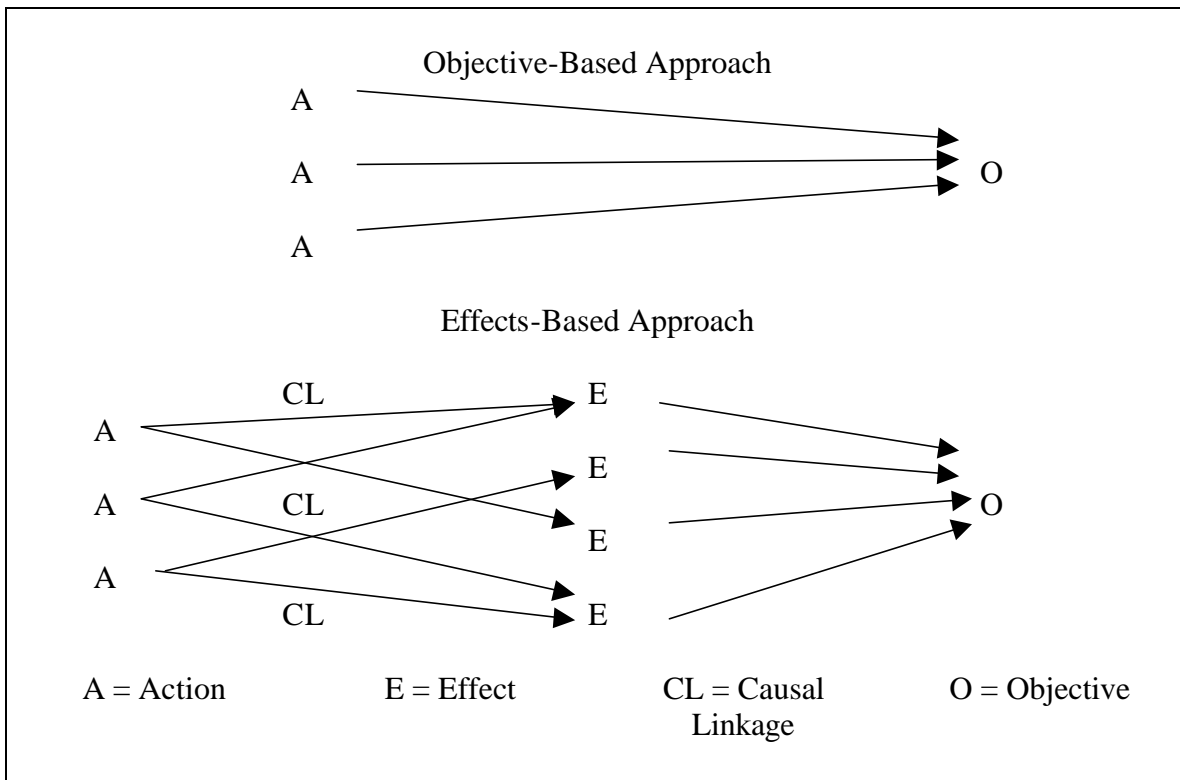 Objective-Based Approach
A
A
O
A
Effects-Based Approach
CL
E
A
E
A
CL
O
E
A
CL
E
A = Action
E = Effect
CL = Causal
Linkage
O = Objective